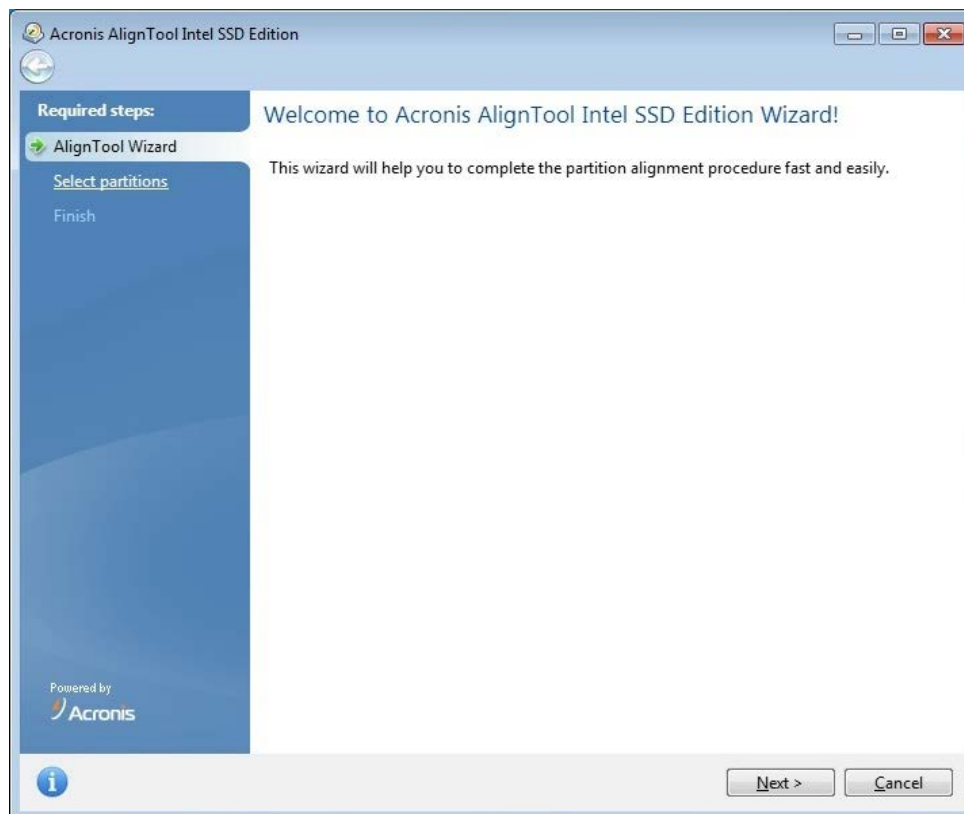 Acronis AlignTool Intel SSD Edition
Required steps:
AlignTool Wizard
Select partitions
Finish
Welcome to Acronis AlignTool Intel SSD Edition Wizard!
This wizard will help you to complete the partition alignment procedure fast and easily.
Powered by
Acronis
Next >
Cancel